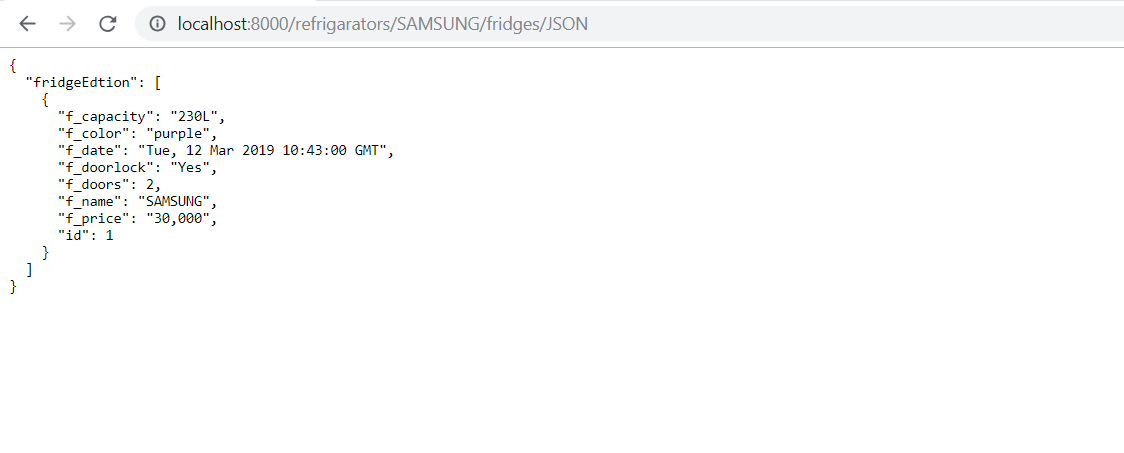 localhost:8000/refrigarators/SAMSUNG/fridges/JSON
{
  "fridgeEdtion": [
    {
      "f_capacity": "230L",
      "f_color": "purple",
      "f_date": "Tue, 12 Mar 2019 10:43:00 GMT",
      "f_doorlock": "Yes",
      "f_doors": 2,
      "f_name": "SAMSUNG",
      "f_price": "30,000",
      "id": 1
    }
  ]
}